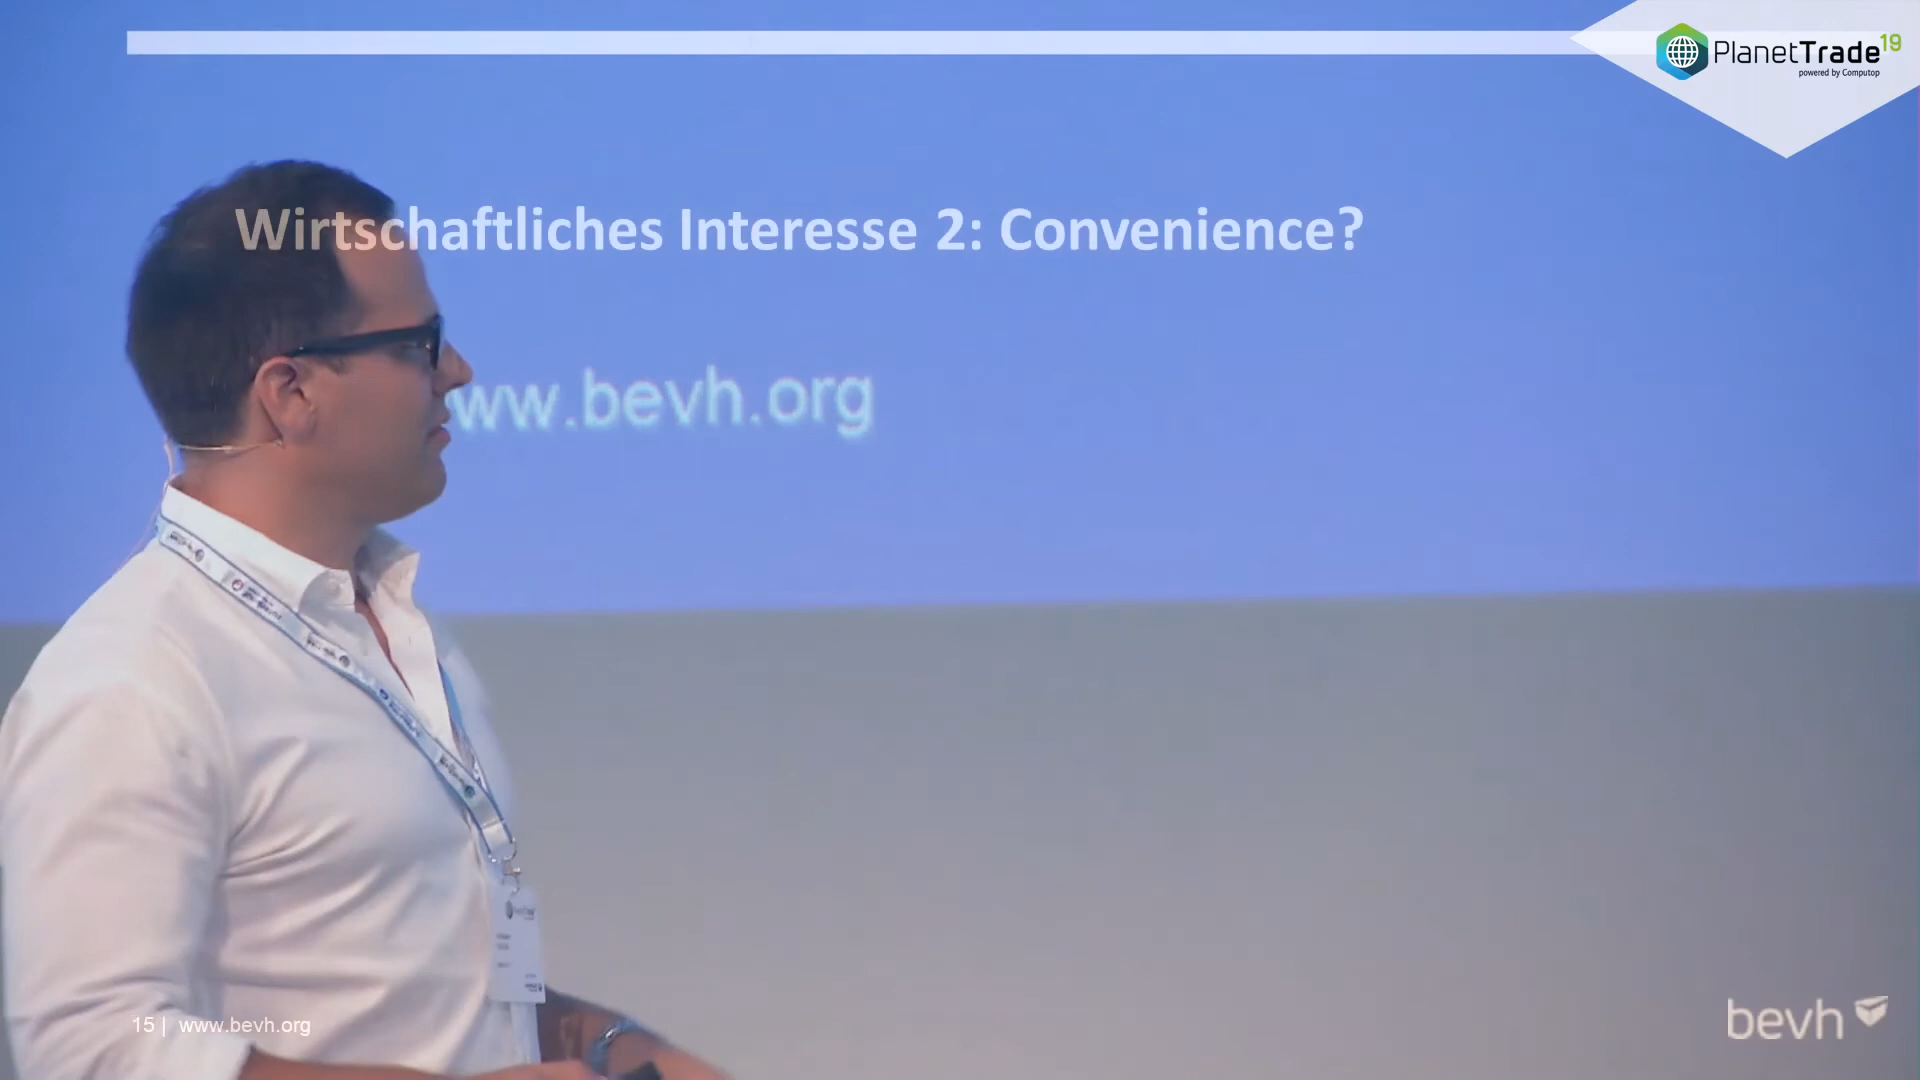 PlanetTrade19
powered by Computop
Wirtschaftliches Interesse 2: Convenience?
ww.bevh.org
15 | www.bevh.org
bevh